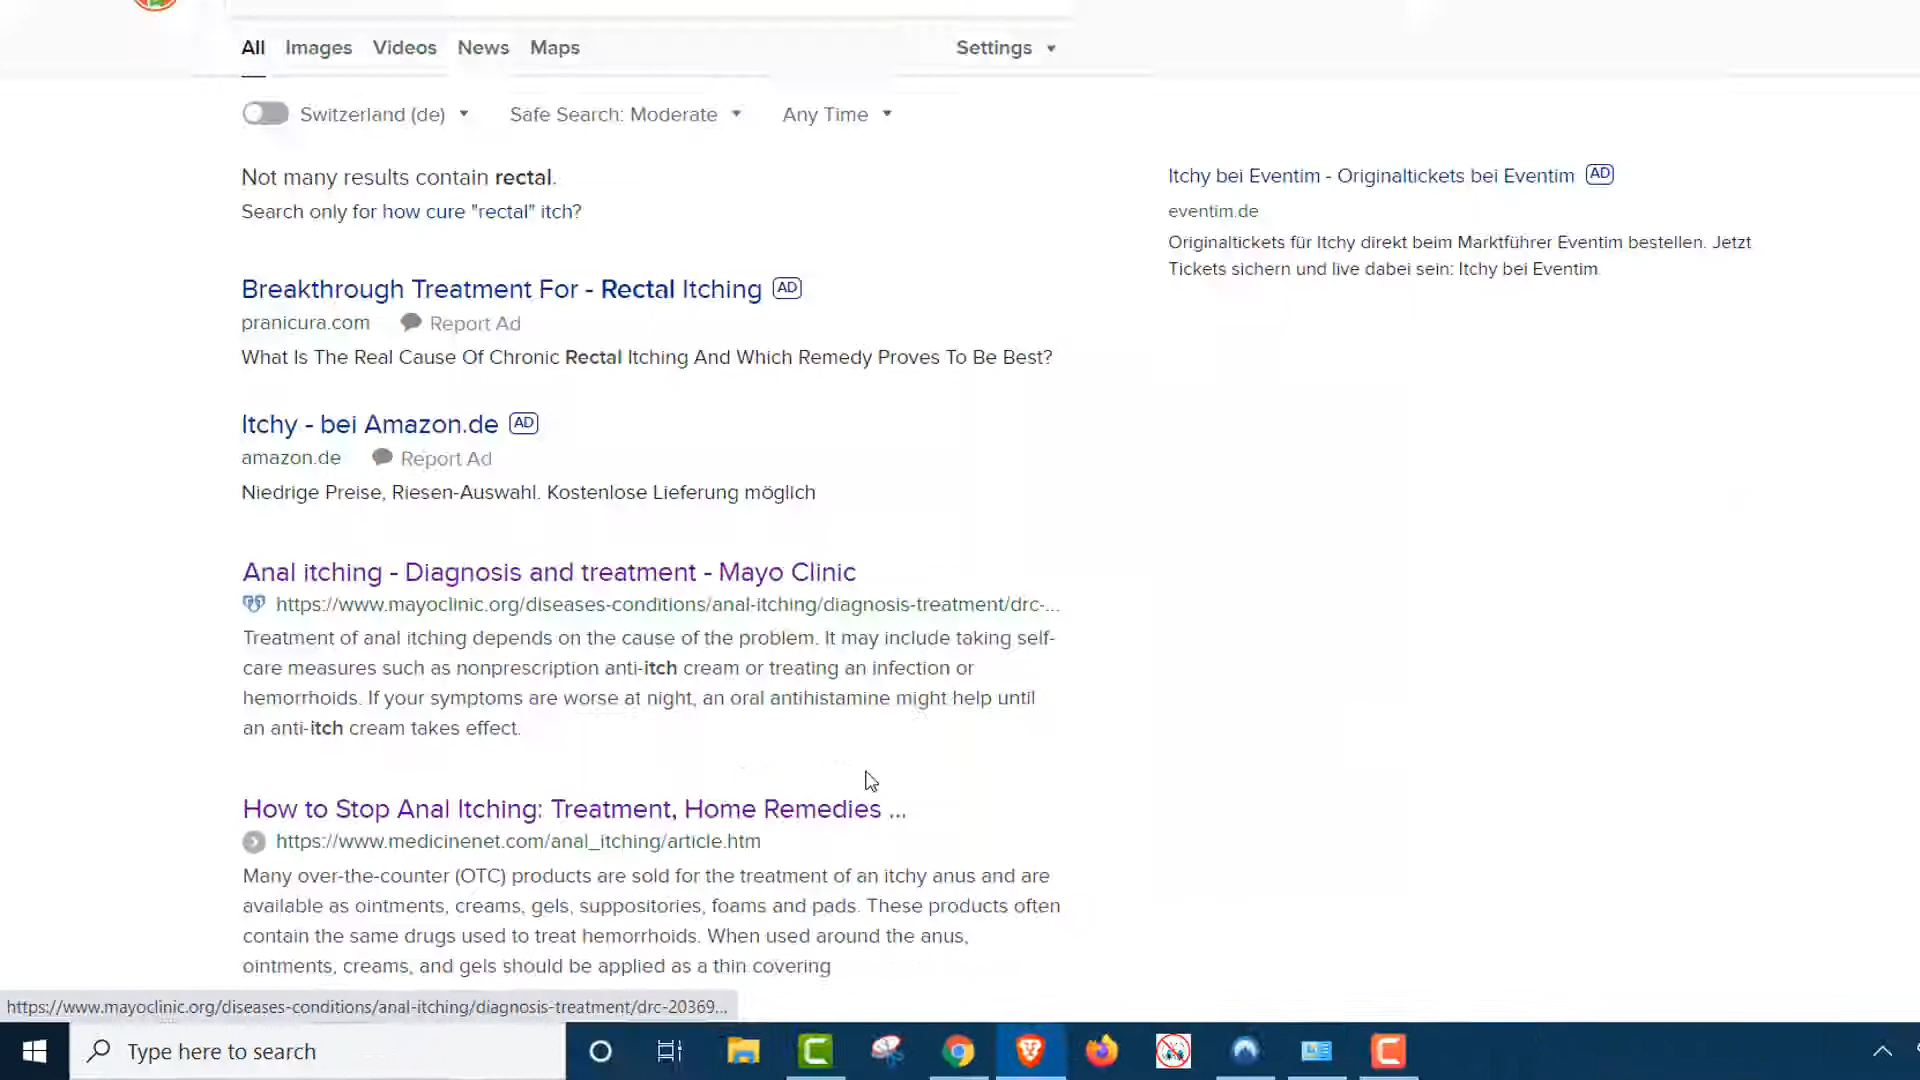 All Images Videos News Maps Settings
Switzerland (de) Safe Search: Moderate Any Time
Not many results contain rectal.
Search only for how cure "rectal" itch?
Itchy bei Eventim - Originaltickets bei Eventim AD
eventim.de
Originaltickets für Itchy direkt beim Marktführer Eventim bestellen. Jetzt
Tickets sichern und live dabei sein: Itchy bei Eventim
Breakthrough Treatment For - Rectal Itching AD
pranicura.com Report Ad
What Is The Real Cause Of Chronic Rectal Itching And Which Remedy Proves To Be Best?
Itchy - bei Amazon.de AD
amazon.de Report Ad
Niedrige Preise, Riesen-Auswahl. Kostenlose Lieferung möglich
Anal itching - Diagnosis and treatment - Mayo Clinic
https://www.mayoclinic.org/diseases-conditions/anal-itching/diagnosis-treatment/drc-...
Treatment of anal itching depends on the cause of the problem. It may include taking self-
care measures such as nonprescription anti-itch cream or treating an infection or
hemorrhoids. If your symptoms are worse at night, an oral antihistamine might help until
an anti-itch cream takes effect.
How to Stop Anal Itching: Treatment, Home Remedies ...
https://www.medicinenet.com/anal_itching/article.htm
Many over-the-counter (OTC) products are sold for the treatment of an itchy anus and are
available as ointments, creams, gels, suppositories, foams and pads. These products often
contain the same drugs used to treat hemorrhoids. When used around the anus,
ointments, creams, and gels should be applied as a thin covering
https://www.mayoclinic.org/diseases-conditions/anal-itching/diagnosis-treatment/drc-20369...
Type here to search